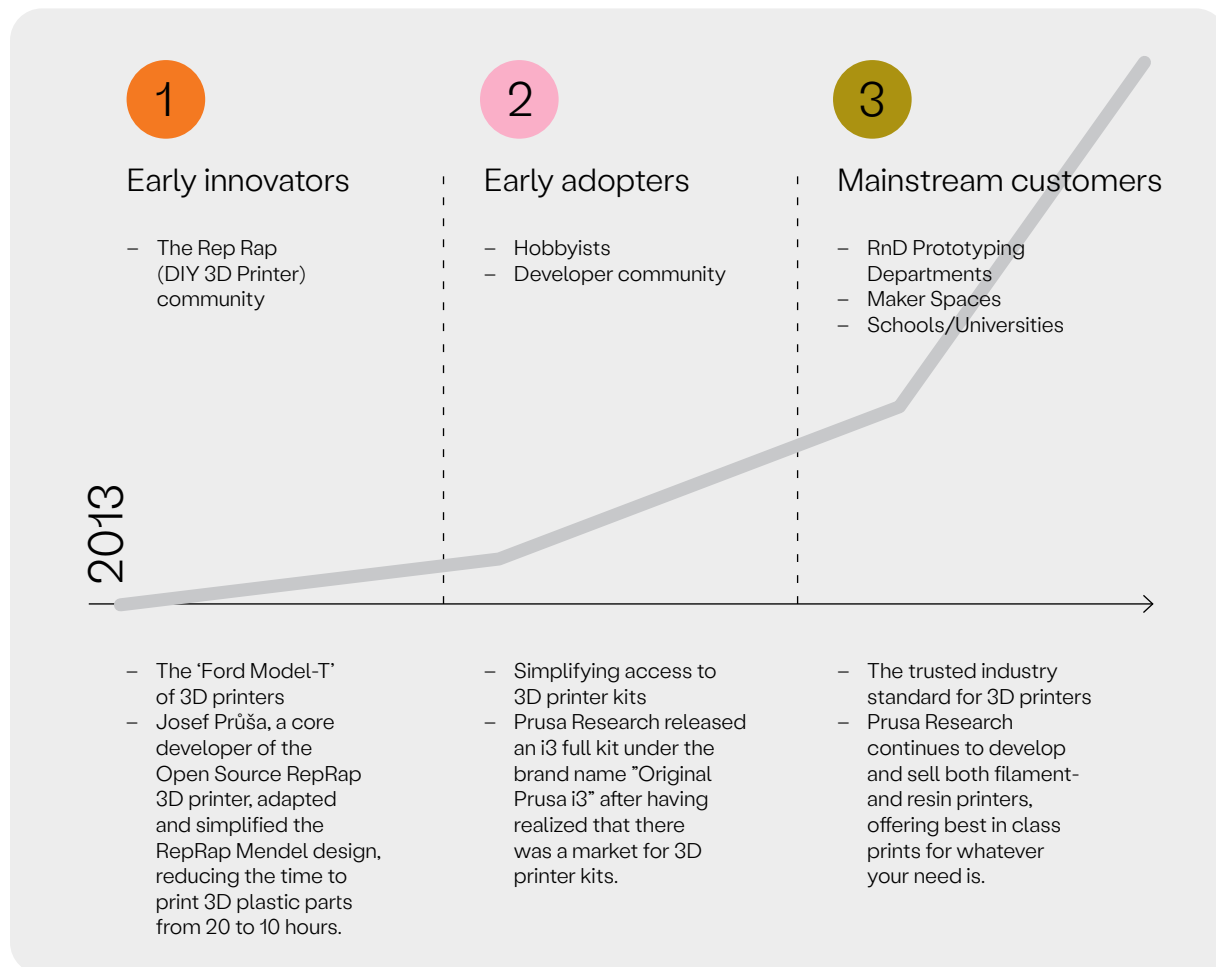 1
Early innovators
– The Rep Rap
(DIY 3D Printer)
community
2
Early adopters
– Hobbyists
– Developer community
3
Mainstream customers
– RnD Prototyping
Departments
– Maker Spaces
– Schools/Universities
2013
– The ‘Ford Model-T’
of 3D printers
– Josef Průša, a core
developer of the
Open Source RepRap
3D printer, adapted
and simplified the
RepRap Mendel design,
reducing the time to
print 3D plastic parts
from 20 to 10 hours.
– Simplifying access to
3D printer kits
– Prusa Research released
an i3 full kit under the
brand name ”Original
Prusa i3” after having
realized that there
was a market for 3D
printer kits.
– The trusted industry
standard for 3D printers
– Prusa Research
continues to develop
and sell both filament-
and resin printers,
offering best in class
prints for whatever
your need is.